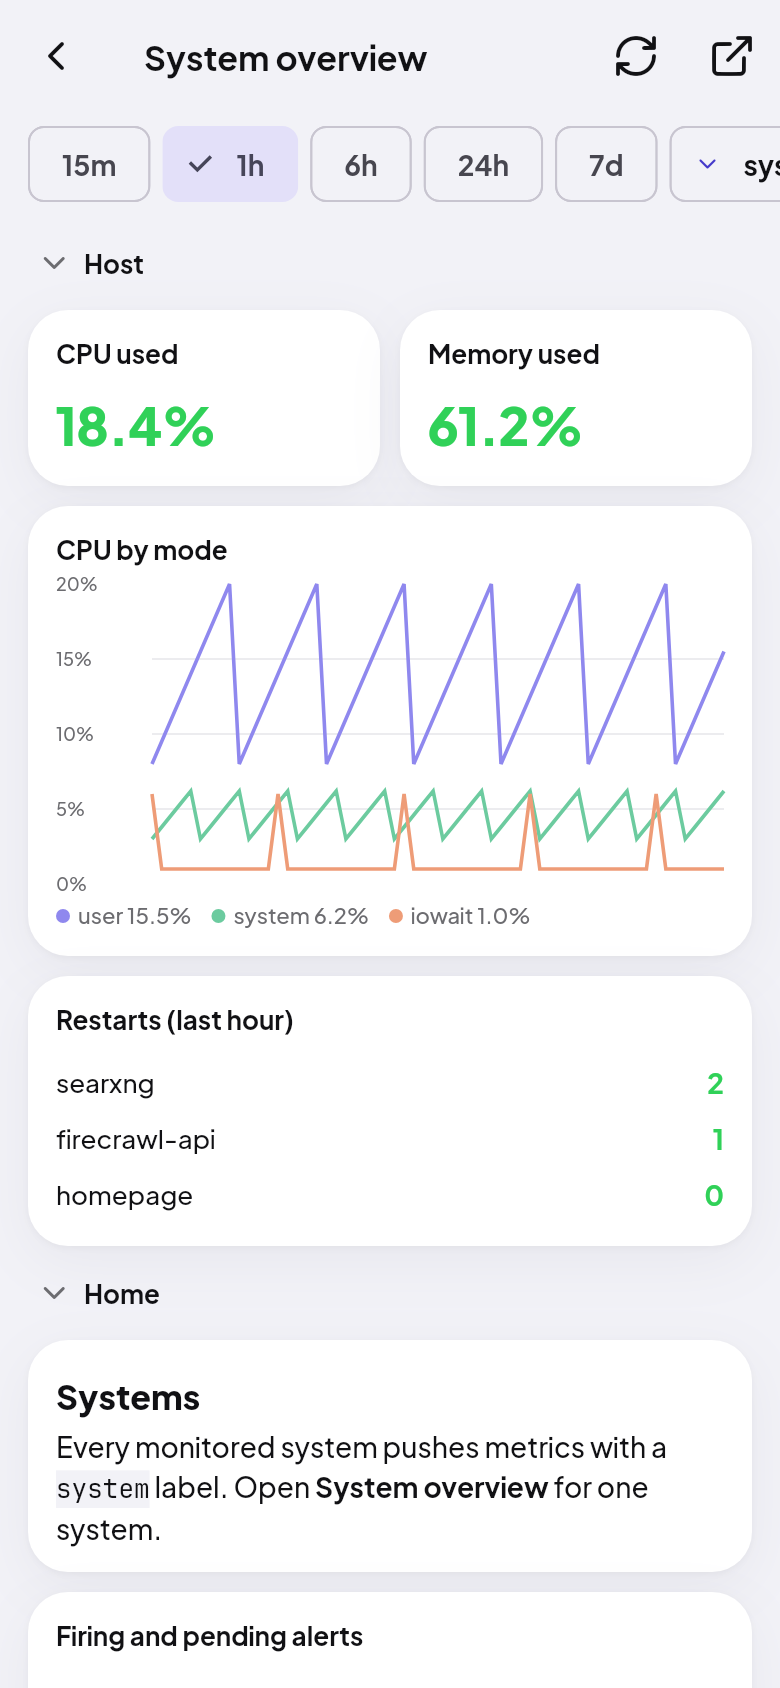 System overview
15m
1h
6h
24h
7d
sys
Host
CPU used
18.4%
Memory used
61.2%
CPU by mode
20%
15%
10%
5%
0%
user 15.5%
system 6.2%
iowait 1.0%
Restarts (last hour)
searxng 2
firecrawl-api 1
homepage 0
Home
Systems
Every monitored system pushes metrics with a
system label. Open System overview for one
system.
Firing and pending alerts